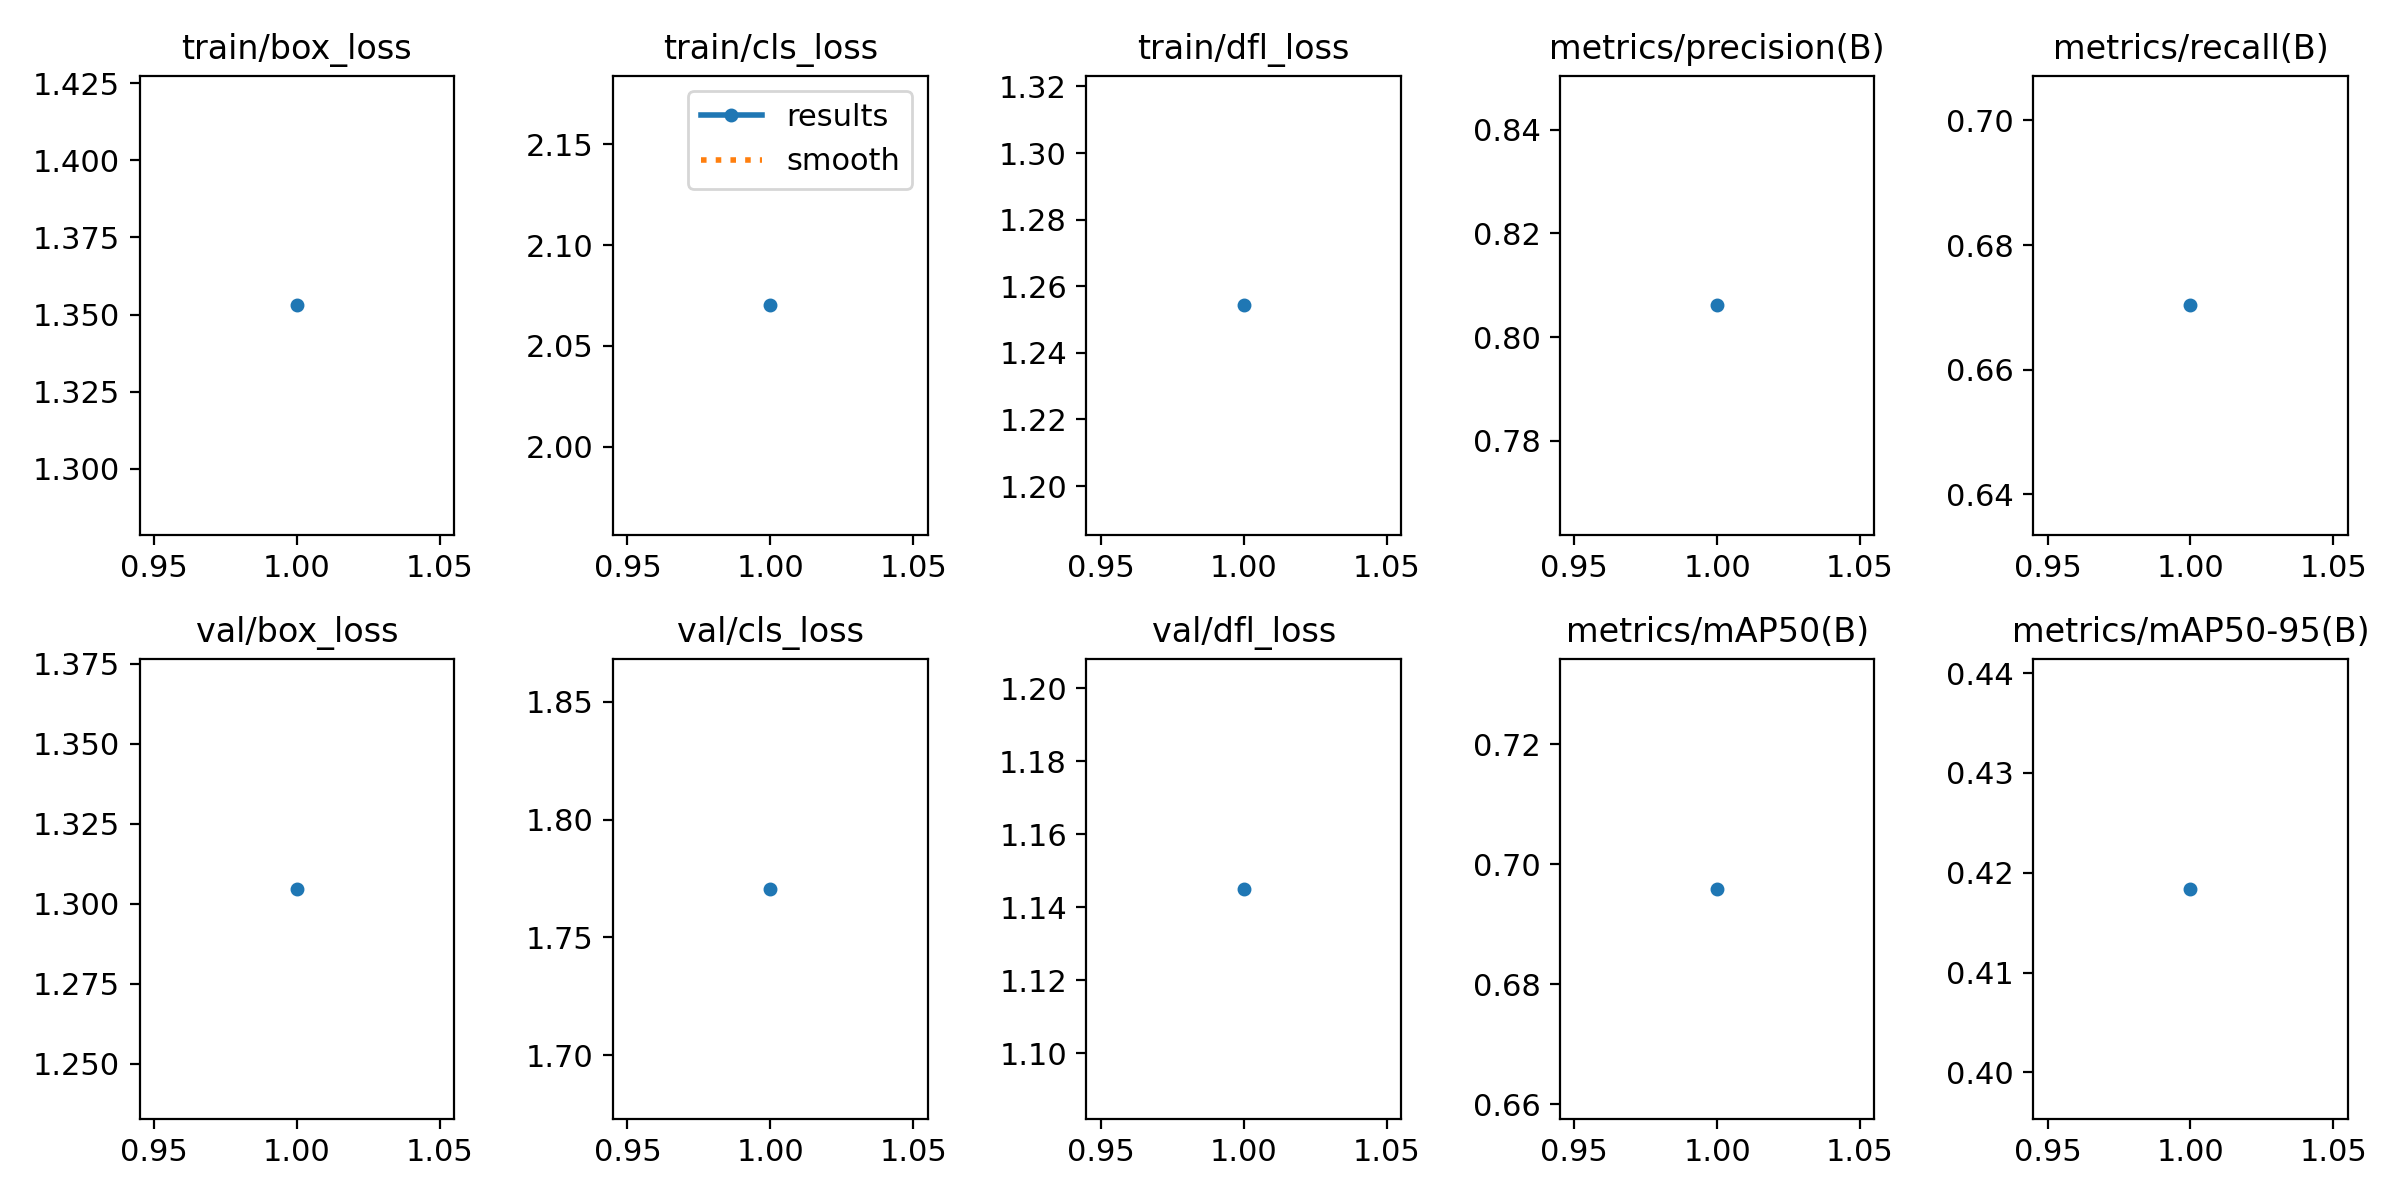 train/box_loss
1.425
1.400
1.375
1.350
1.325
1.300
0.95 1.00 1.05
train/cls_loss
results
smooth
2.15
2.10
2.05
2.00
0.95 1.00 1.05
train/dfl_loss
1.32
1.30
1.28
1.26
1.24
1.22
1.20
0.95 1.00 1.05
metrics/precision(B)
0.84
0.82
0.80
0.78
0.95 1.00 1.05
metrics/recall(B)
0.70
0.68
0.66
0.64
0.95 1.00 1.05
val/box_loss
1.375
1.350
1.325
1.300
1.275
1.250
0.95 1.00 1.05
val/cls_loss
1.85
1.80
1.75
1.70
0.95 1.00 1.05
val/dfl_loss
1.20
1.18
1.16
1.14
1.12
1.10
0.95 1.00 1.05
metrics/mAP50(B)
0.72
0.70
0.68
0.66
0.95 1.00 1.05
metrics/mAP50-95(B)
0.44
0.43
0.42
0.41
0.40
0.95 1.00 1.05